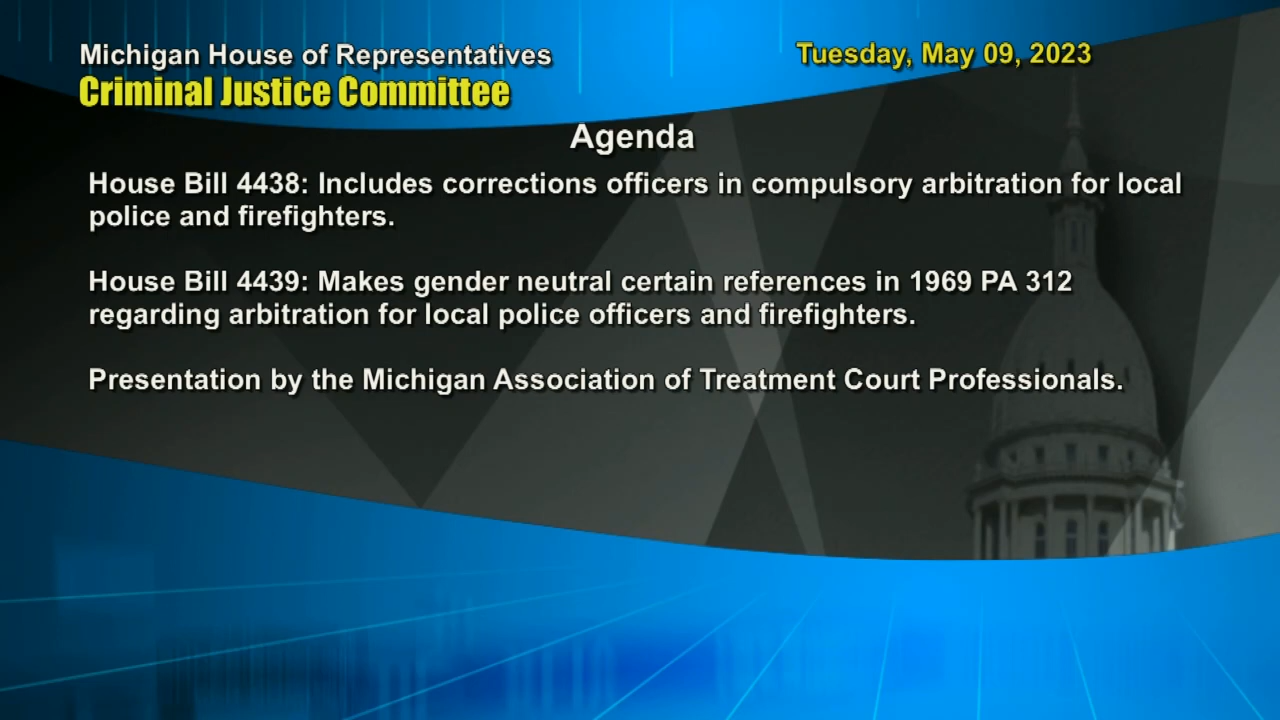 Michigan House of Representatives
Tuesday, May 09, 2023
Criminal Justice Committee
Agenda
House Bill 4438: Includes corrections officers in compulsory arbitration for local
police and firefighters.
House Bill 4439: Makes gender neutral certain references in 1969 PA 312
regarding arbitration for local police officers and firefighters.
Presentation by the Michigan Association of Treatment Court Professionals.